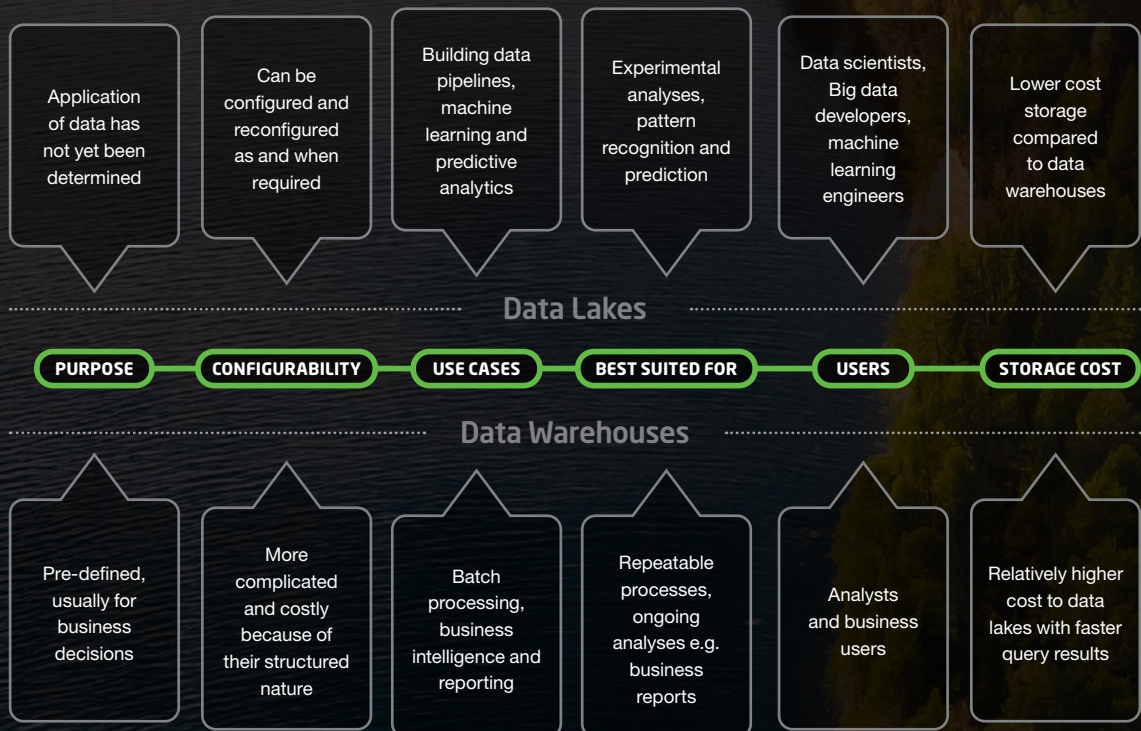 Application
of data has
not yet been
determined
Can be
configured and
reconfigured
as and when
required
Building data
pipelines,
machine
learning and
predictive
analytics
Experimental
analyses,
pattern
recognition and
prediction
Data scientists,
Big data
developers,
machine
learning
engineers
Lower cost
storage
compared
to data
warehouses
Data Lakes
PURPOSE
CONFIGURABILITY
USE CASES
BEST SUITED FOR
USERS
STORAGE COST
Data Warehouses
Pre-defined,
usually for
business
decisions
More
complicated
and costly
because of
their structured
nature
Batch
processing,
business
intelligence and
reporting
Repeatable
processes,
ongoing
analyses e.g.
business
reports
Analysts
and business
users
Relatively higher
cost to data
lakes with faster
query results